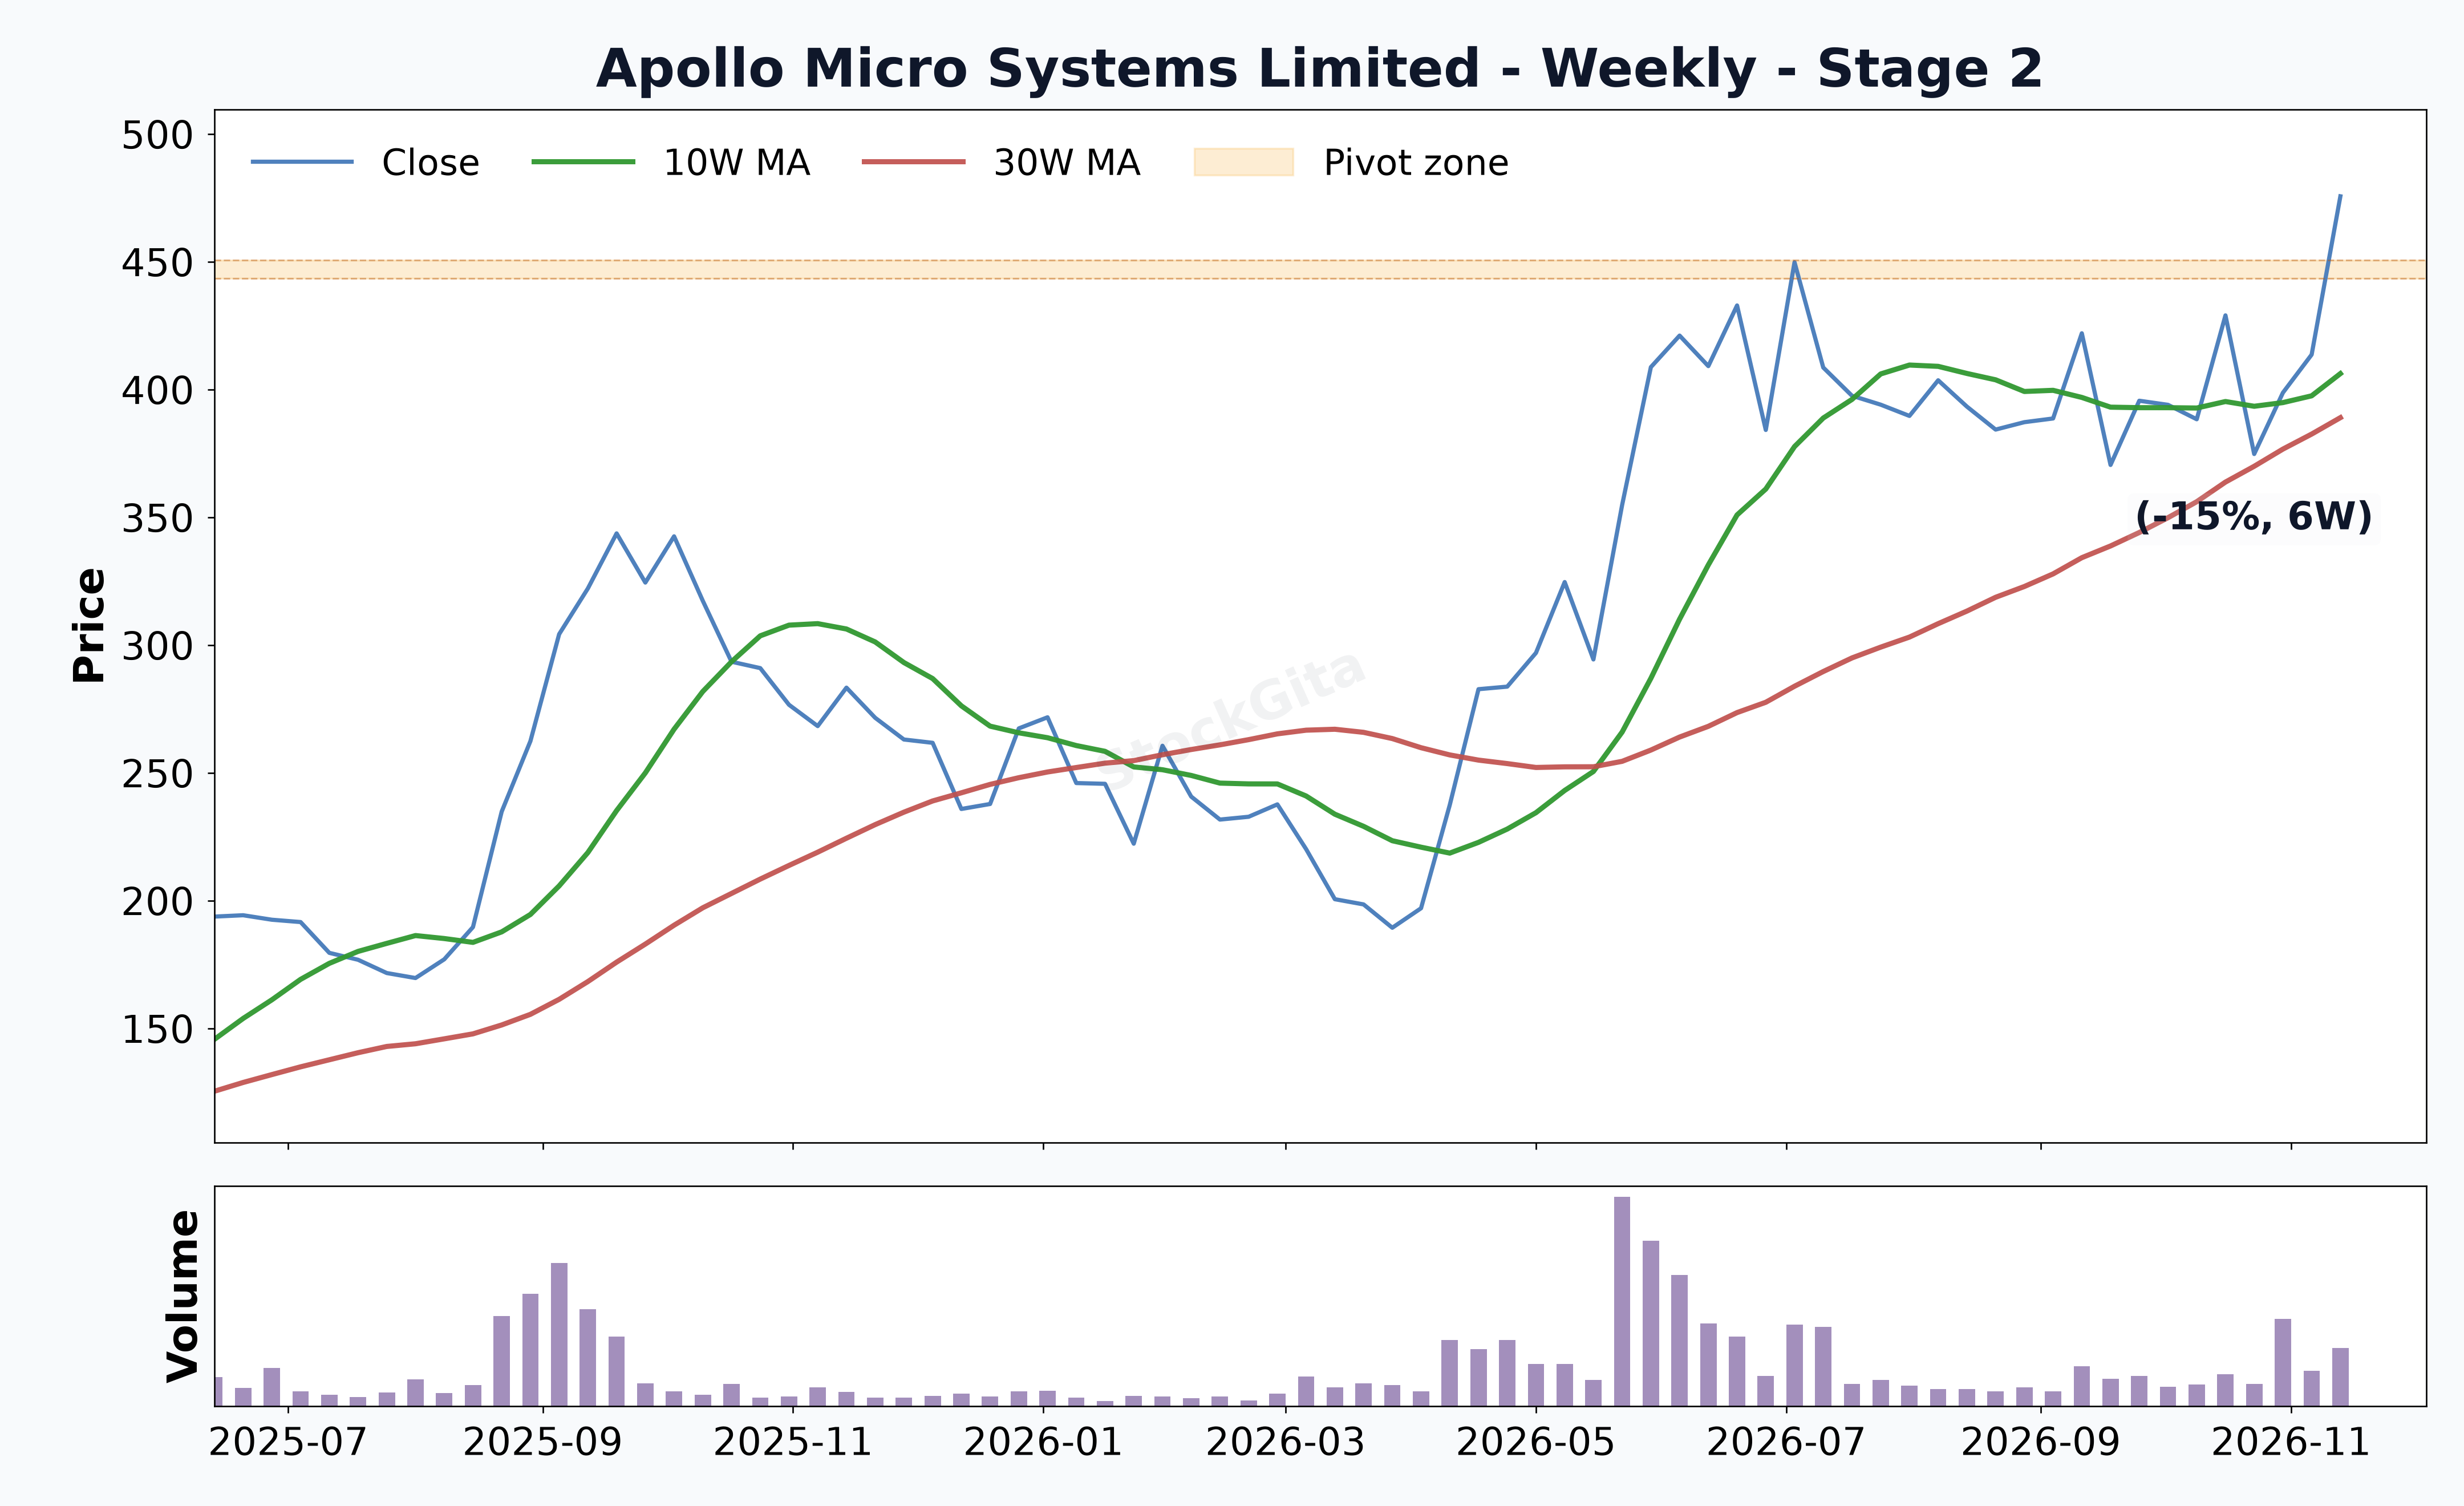 Apollo Micro Systems Limited - Weekly - Stage 2
Close 10W MA 30W MA Pivot zone
500
450
400
350
300
250
200
150
Price
(-15%, 6W)
StockGita
Volume
2025-07 2025-09 2025-11 2026-01 2026-03 2026-05 2026-07 2026-09 2026-11